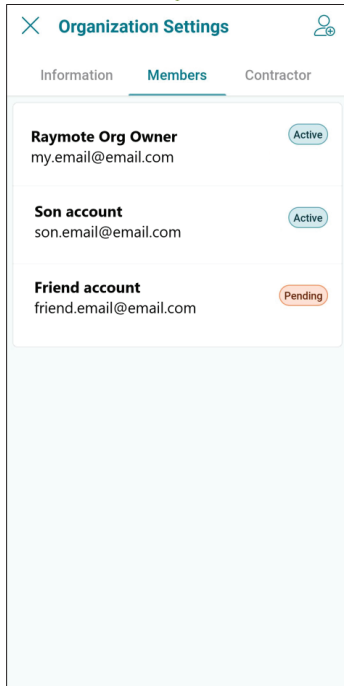 Organization Settings
Information Members Contractor
Raymote Org Owner Active
my.email@email.com
Son account Active
son.email@email.com
Friend account Pending
friend.email@email.com